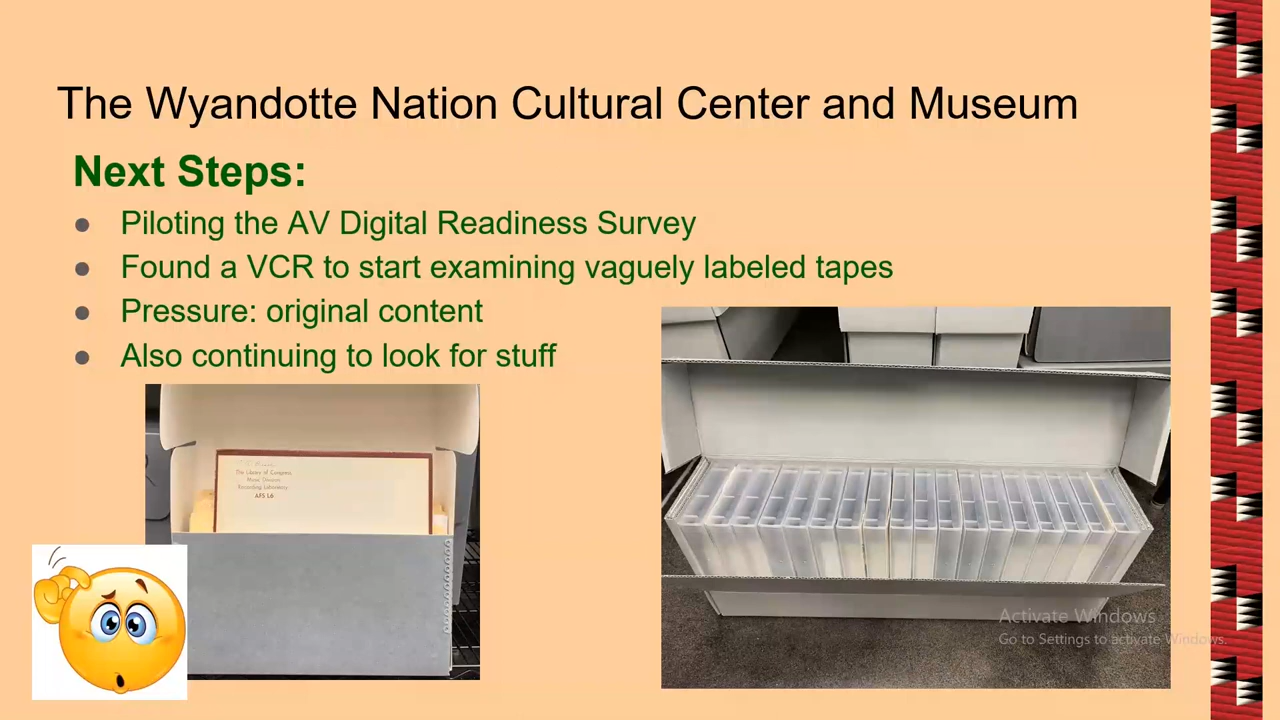 The Wyandotte Nation Cultural Center and Museum
Next Steps:
● Piloting the AV Digital Readiness Survey
● Found a VCR to start examining vaguely labeled tapes
● Pressure: original content
● Also continuing to look for stuff
The Library of Congress
Music Division
Recording Laboratory
AFS L6
Activate Windows
Go to Settings to activate Windows.